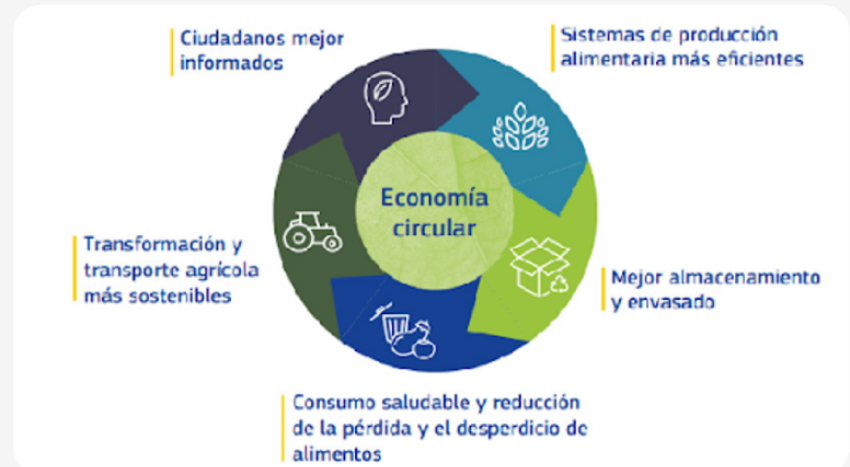 Ciudadanos mejor
informados
Sistemas de producción
alimentaria más eficientes
Economía
circular
Transformación y
transporte agrícola
más sostenibles
Mejor almacenamiento
y envasado
Consumo saludable y reducción
de la pérdida y el desperdicio de
alimentos